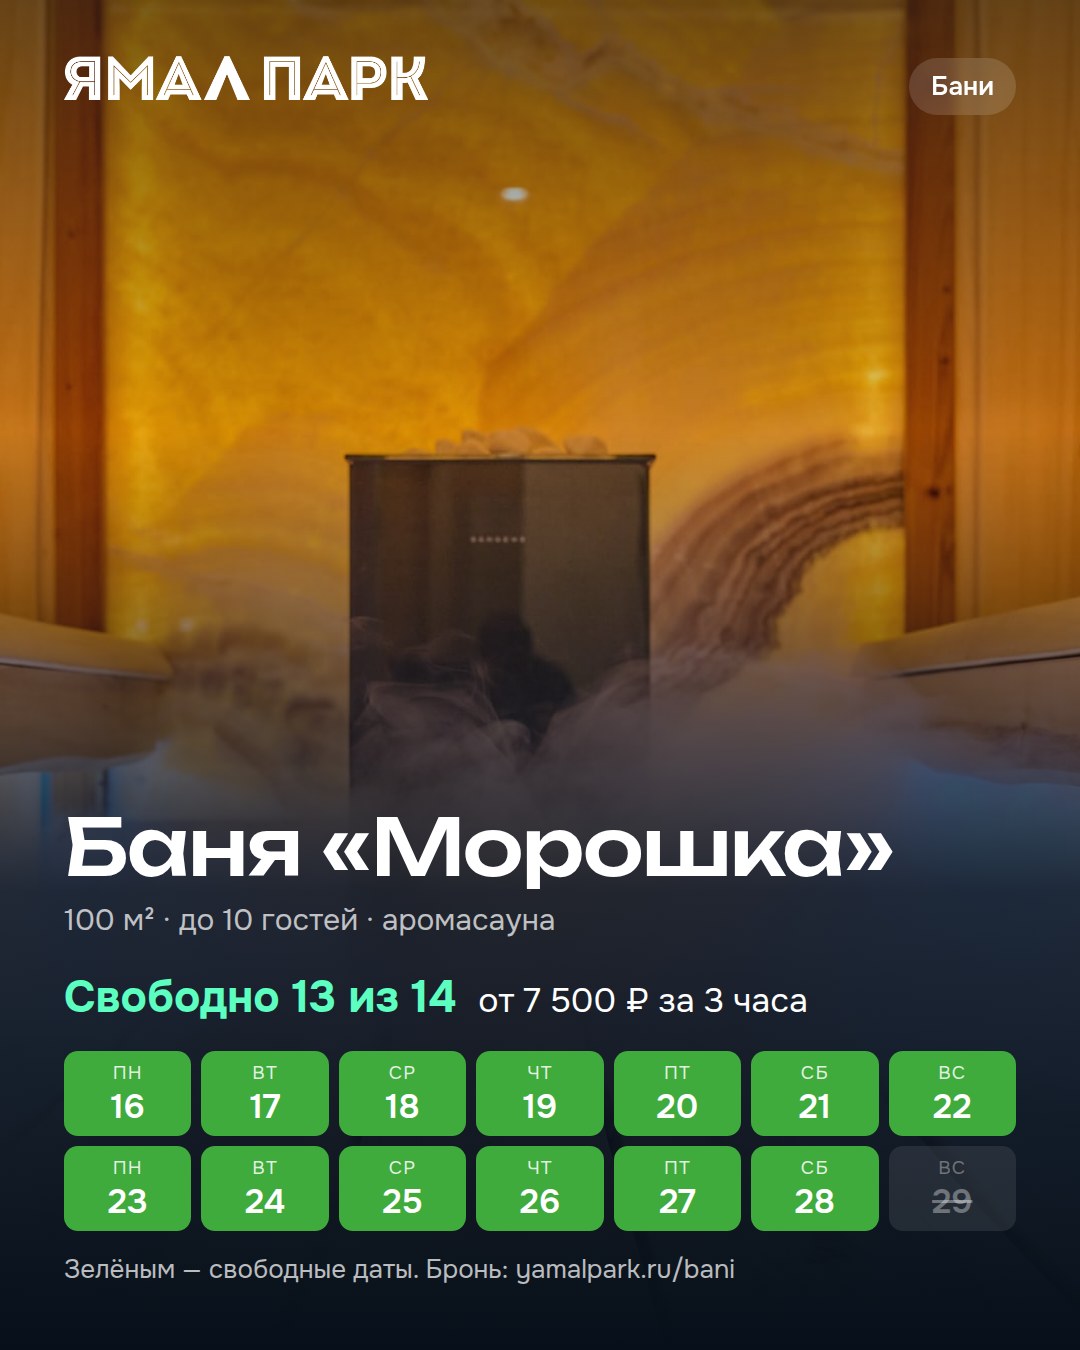 ЯМАЛ ПАРК
Бани
Баня «Морошка»
100 м² · до 10 гостей · аромасауна
Свободно 13 из 14 от 7 500 ₽ за 3 часа
ПН ВТ СР ЧТ ПТ СБ ВС
16 17 18 19 20 21 22
ПН ВТ СР ЧТ ПТ СБ ВС
23 24 25 26 27 28 29
Зелёным — свободные даты. Бронь: yamalpark.ru/bani